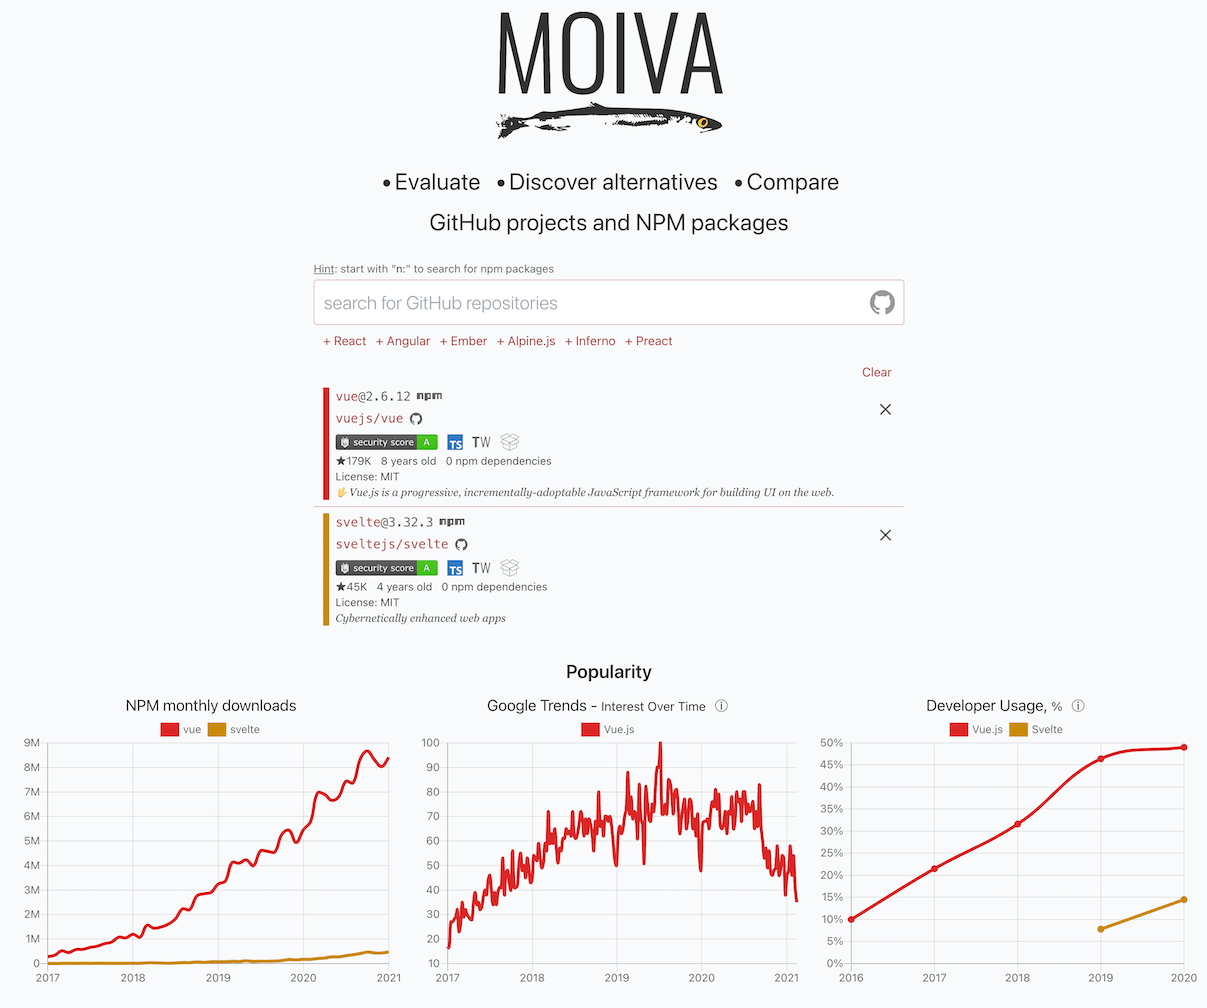 MOIVA
• Evaluate • Discover alternatives • Compare
GitHub projects and NPM packages
Hint: start with "n:" to search for npm packages
search for GitHub repositories
+ React + Angular + Ember + Alpine.js + Inferno + Preact
Clear
vue@2.6.12 npm
vuejs/vue
security score A TS TW
★179K 8 years old 0 npm dependencies
License: MIT
🖖 Vue.js is a progressive, incrementally-adoptable JavaScript framework for building UI on the web.
svelte@3.32.3 npm
sveltejs/svelte
security score A TS TW
★45K 4 years old 0 npm dependencies
License: MIT
Cybernetically enhanced web apps
Popularity
NPM monthly downloads
vue svelte
9M
8M
7M
6M
5M
4M
3M
2M
1M
0
2017 2018 2019 2020 2021
Google Trends - Interest Over Time ⓘ
Vue.js
100
90
80
70
60
50
40
30
20
10
2017 2018 2019 2020 2021
Developer Usage, % ⓘ
Vue.js Svelte
50%
45%
40%
35%
30%
25%
20%
15%
10%
5%
0%
2016 2017 2018 2019 2020